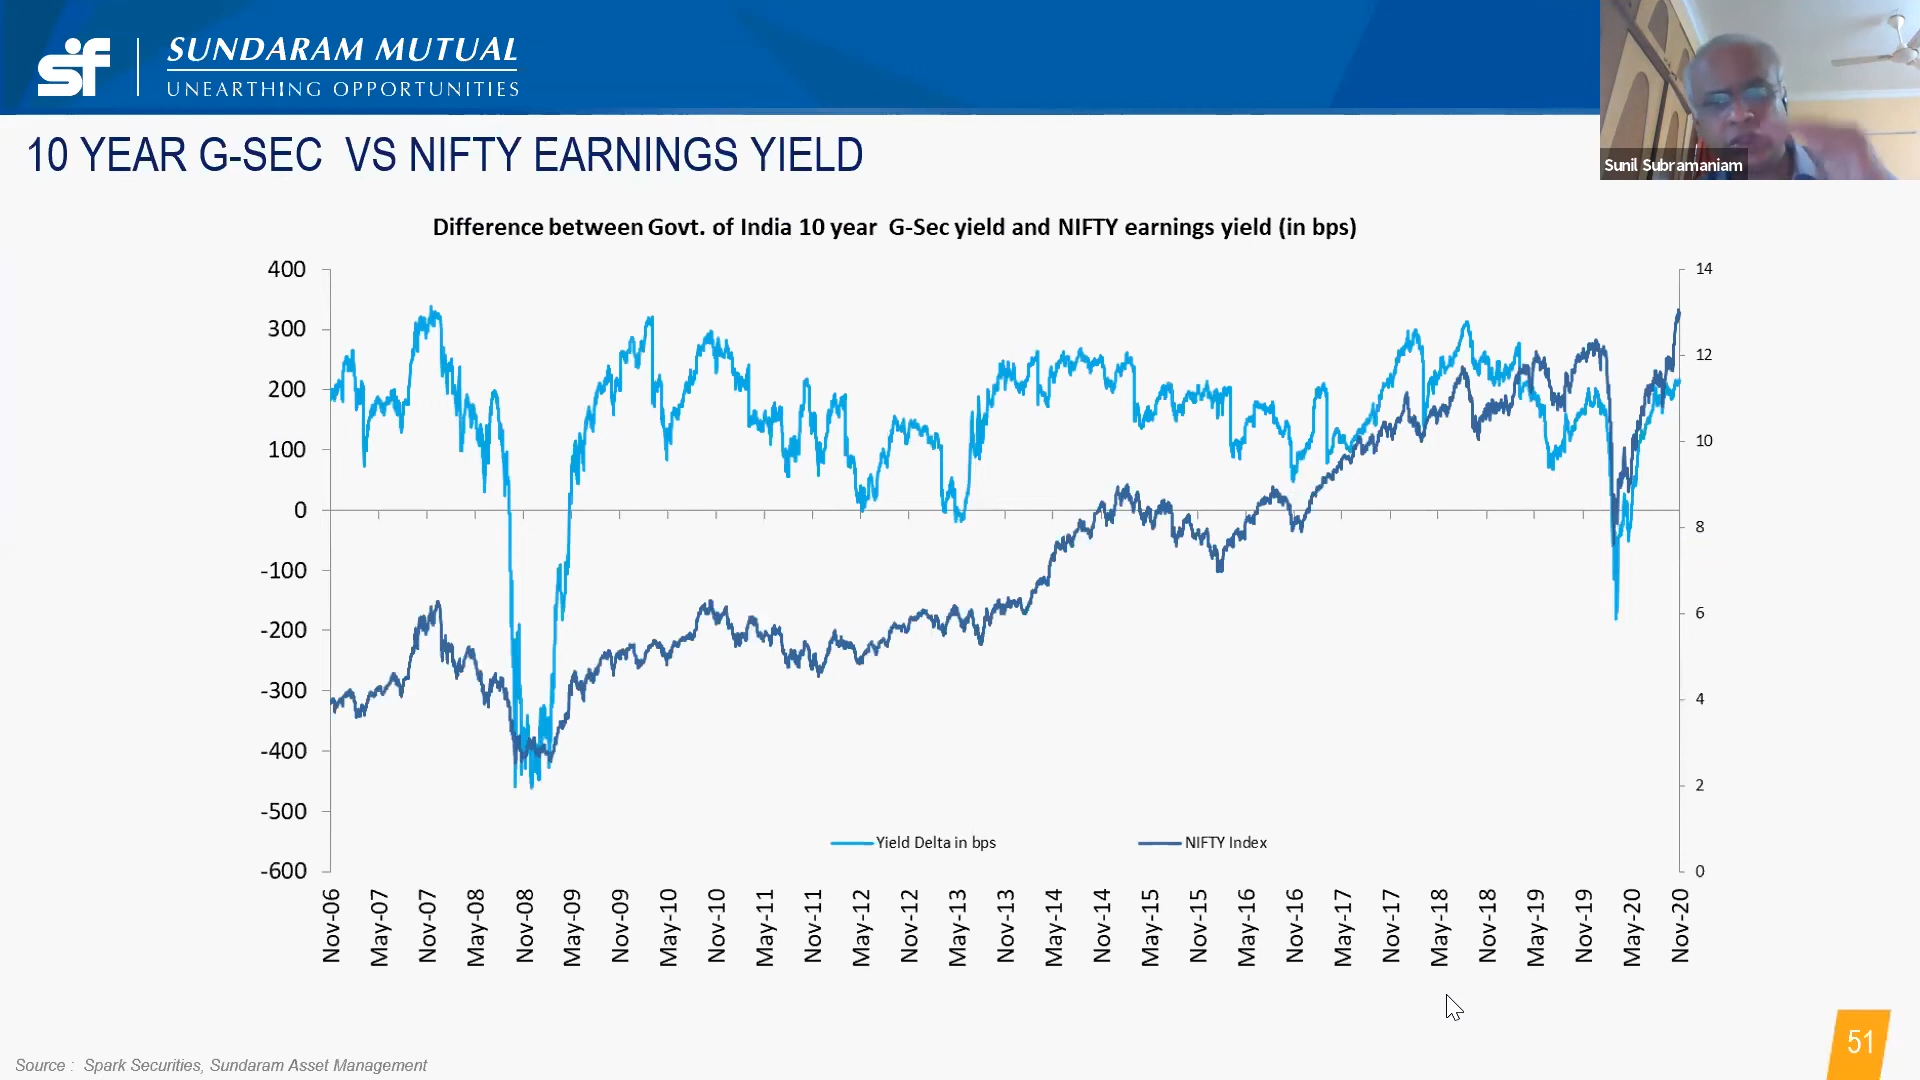 sf
SUNDARAM MUTUAL
UNEARTHING OPPORTUNITIES
Sunil Subramaniam
10 YEAR G-SEC VS NIFTY EARNINGS YIELD
Difference between Govt. of India 10 year G-Sec yield and NIFTY earnings yield (in bps)
400
300
200
100
0
-100
-200
-300
-400
-500
-600
14
12
10
8
6
4
2
0
Yield Delta in bps
NIFTY Index
Nov-06
May-07
Nov-07
May-08
Nov-08
May-09
Nov-09
May-10
Nov-10
May-11
Nov-11
May-12
Nov-12
May-13
Nov-13
May-14
Nov-14
May-15
Nov-15
May-16
Nov-16
May-17
Nov-17
May-18
Nov-18
May-19
Nov-19
May-20
Nov-20
Source : Spark Securities, Sundaram Asset Management
51